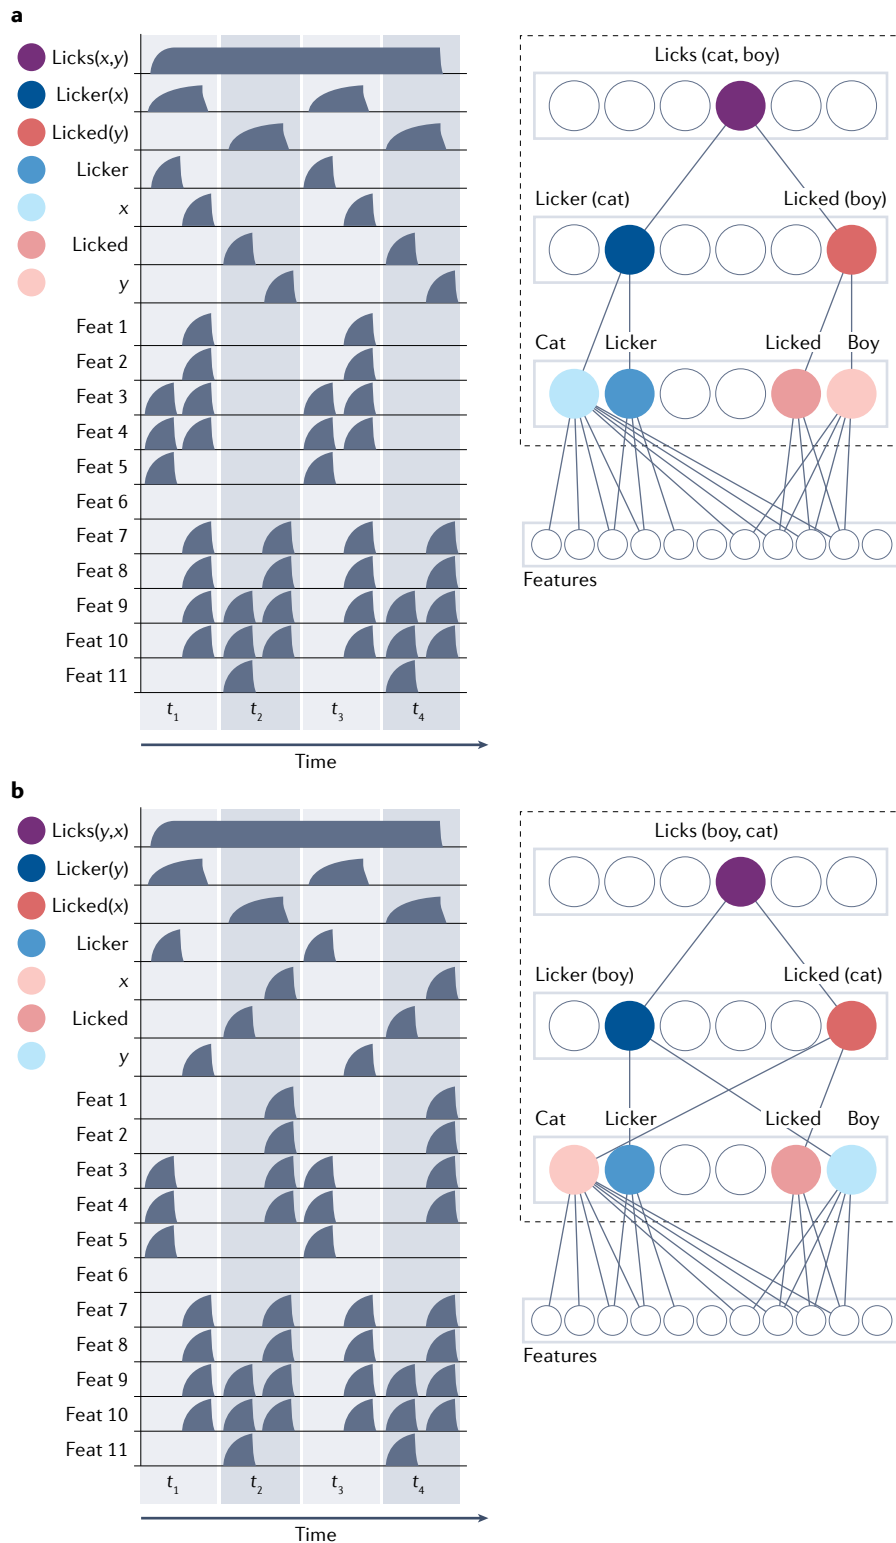 a
Licks(x,y)
Licker(x)
Licked(y)
Licker
x
Licked
y
Feat 1
Feat 2
Feat 3
Feat 4
Feat 5
Feat 6
Feat 7
Feat 8
Feat 9
Feat 10
Feat 11
t1 t2 t3 t4
Time
Licks (cat, boy)
Licker (cat) Licked (boy)
Cat Licker Licked Boy
Features
b
Licks(y,x)
Licker(y)
Licked(x)
Licker
x
Licked
y
Feat 1
Feat 2
Feat 3
Feat 4
Feat 5
Feat 6
Feat 7
Feat 8
Feat 9
Feat 10
Feat 11
t1 t2 t3 t4
Time
Licks (boy, cat)
Licker (boy) Licked (cat)
Cat Licker Licked Boy
Features